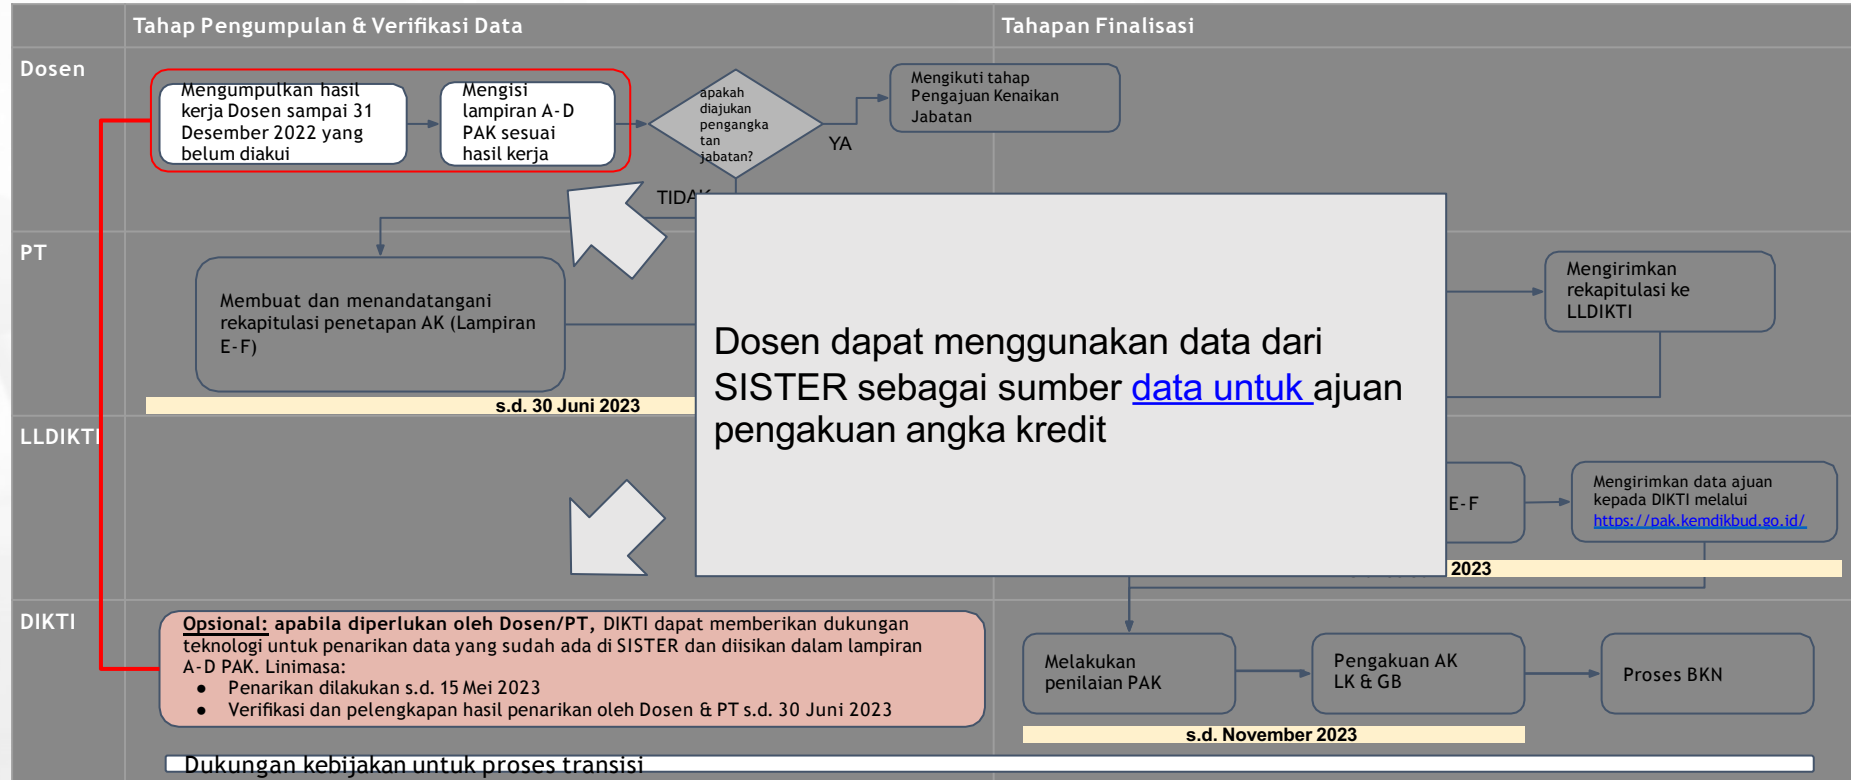 Tahap Pengumpulan & Verifikasi Data
Tahapan Finalisasi
Dosen
Mengumpulkan hasil
kerja Dosen sampai 31
Desember 2022 yang
belum diakui
Mengisi
lampiran A-D
PAK sesuai
hasil kerja
apakah
diajukan
pengangka
tan
jabatan?
YA
Mengikuti tahap
Pengajuan Kenaikan
Jabatan
TIDAK
PT
Membuat dan menandatangani
rekapitulasi penetapan AK (Lampiran
E-F)
s.d. 30 Juni 2023
Mengirimkan
rekapitulasi ke
LLDIKTI
Dosen dapat menggunakan data dari
SISTER sebagai sumber data untuk ajuan
pengakuan angka kredit
LLDIKTI
E-F
Mengirimkan data ajuan
kepada DIKTI melalui
https://pak.kemdikbud.go.id/
2023
DIKTI
Opsional: apabila diperlukan oleh Dosen/PT, DIKTI dapat memberikan dukungan
teknologi untuk penarikan data yang sudah ada di SISTER dan diisikan dalam lampiran
A-D PAK. Linimasa:
● Penarikan dilakukan s.d. 15 Mei 2023
● Verifikasi dan pelengkapan hasil penarikan oleh Dosen & PT s.d. 30 Juni 2023
Melakukan
penilaian PAK
Pengakuan AK
LK & GB
Proses BKN
s.d. November 2023
Dukungan kebijakan untuk proses transisi